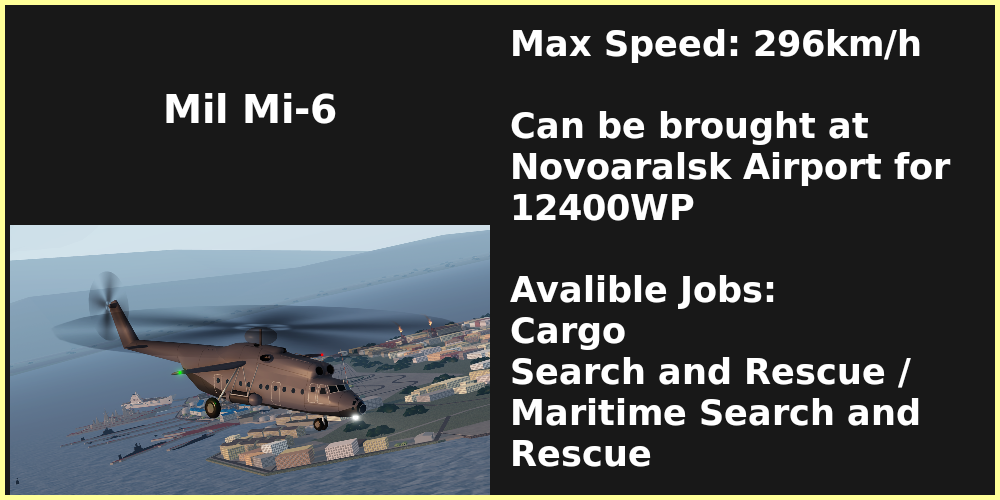 Mil Mi-6
Max Speed: 296km/h
Can be brought at
Novoaralsk Airport for
12400WP
Avalible Jobs:
Cargo
Search and Rescue /
Maritime Search and
Rescue